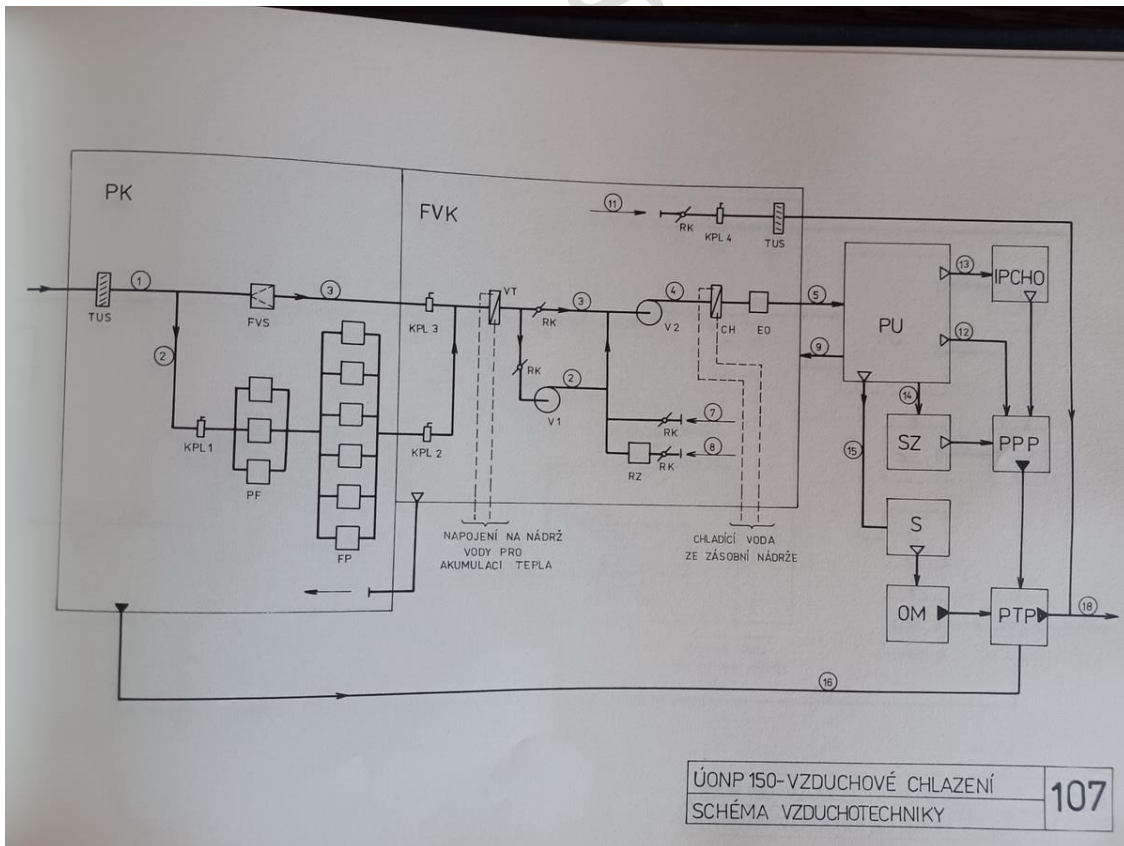 PK
FVK
11
RK
KPL 4
TUS
1
3
VT
3
4
5
13
IPCHO
TUS
FVS
KPL 3
RK
V2
CH
EO
PU
12
9
2
RK
2
14
V1
KPL 1
KPL 2
7
RK
8
15
SZ
PPP
PF
RZ
RK
S
NAPOJENÍ NA NÁDRŽ
VODY PRO
AKUMULACI TEPLA
CHLADÍCÍ VODA
ZE ZÁSOBNÍ NÁDRŽE
FP
OM
PTP
18
16
ÚONP 150-VZDUCHOVÉ CHLAZENÍ
SCHÉMA VZDUCHOTECHNIKY
107